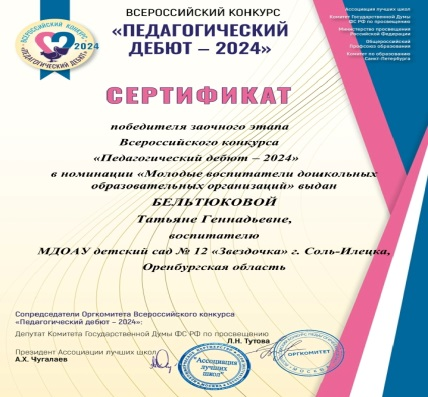 ВСЕРОССИЙСКИЙ КОНКУРС
«ПЕДАГОГИЧЕСКИЙ
ДЕБЮТ – 2024»
ВСЕРОССИЙСКИЙ КОНКУРС
2024
«ПЕДАГОГИЧЕСКИЙ ДЕБЮТ»
Ассоциация лучших школ
Комитет Государственной Думы
ФС РФ по просвещению
Министерство просвещения
Российской Федерации
Общероссийский
Профсоюз образования
Комитет по образованию
Санкт-Петербурга
СЕРТИФИКАТ
победителя заочного этапа
Всероссийского конкурса
«Педагогический дебют – 2024»
в номинации «Молодые воспитатели дошкольных
образовательных организаций» выдан
БЕЛЬТЮКОВОЙ
Татьяне Геннадьевне,
воспитателю
МДОАУ детский сад № 12 «Звездочка» г. Соль-Илецка,
Оренбургская область
Сопредседатели Оргкомитета Всероссийского конкурса
«Педагогический дебют – 2024»:
Депутат Комитета Государственной Думы ФС РФ по просвещению
Л.Н. Тутова
Президент Ассоциации лучших школ
А.Х. Чугалаев
"Ассоциация
лучших
школ"
ОРГКОМИТЕТ